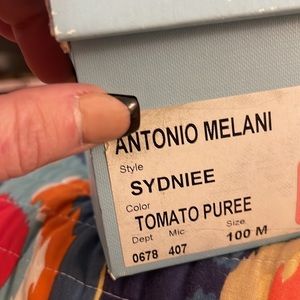 ANTONIO MELANI
Style
SYDNIEE
Color
TOMATO PUREE
Dept Mic Size
0678 407 100 M